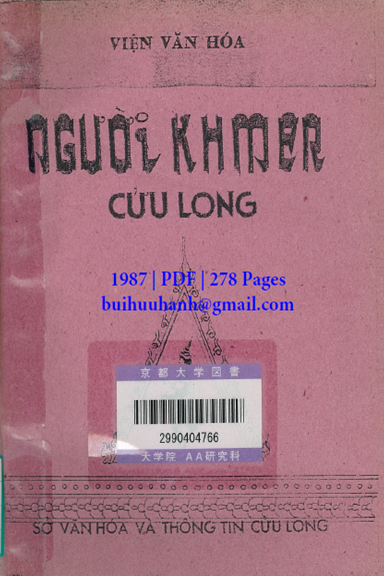 VIỆN VĂN HÓA
NGƯỜI KHMER
CỬU LONG
1987 | PDF | 278 Pages
buihuuhanh@gmail.com
京都大学図書
2990404766
大学院 AA研究科
SỞ VĂN HÓA VÀ THÔNG TIN CỬU LONG